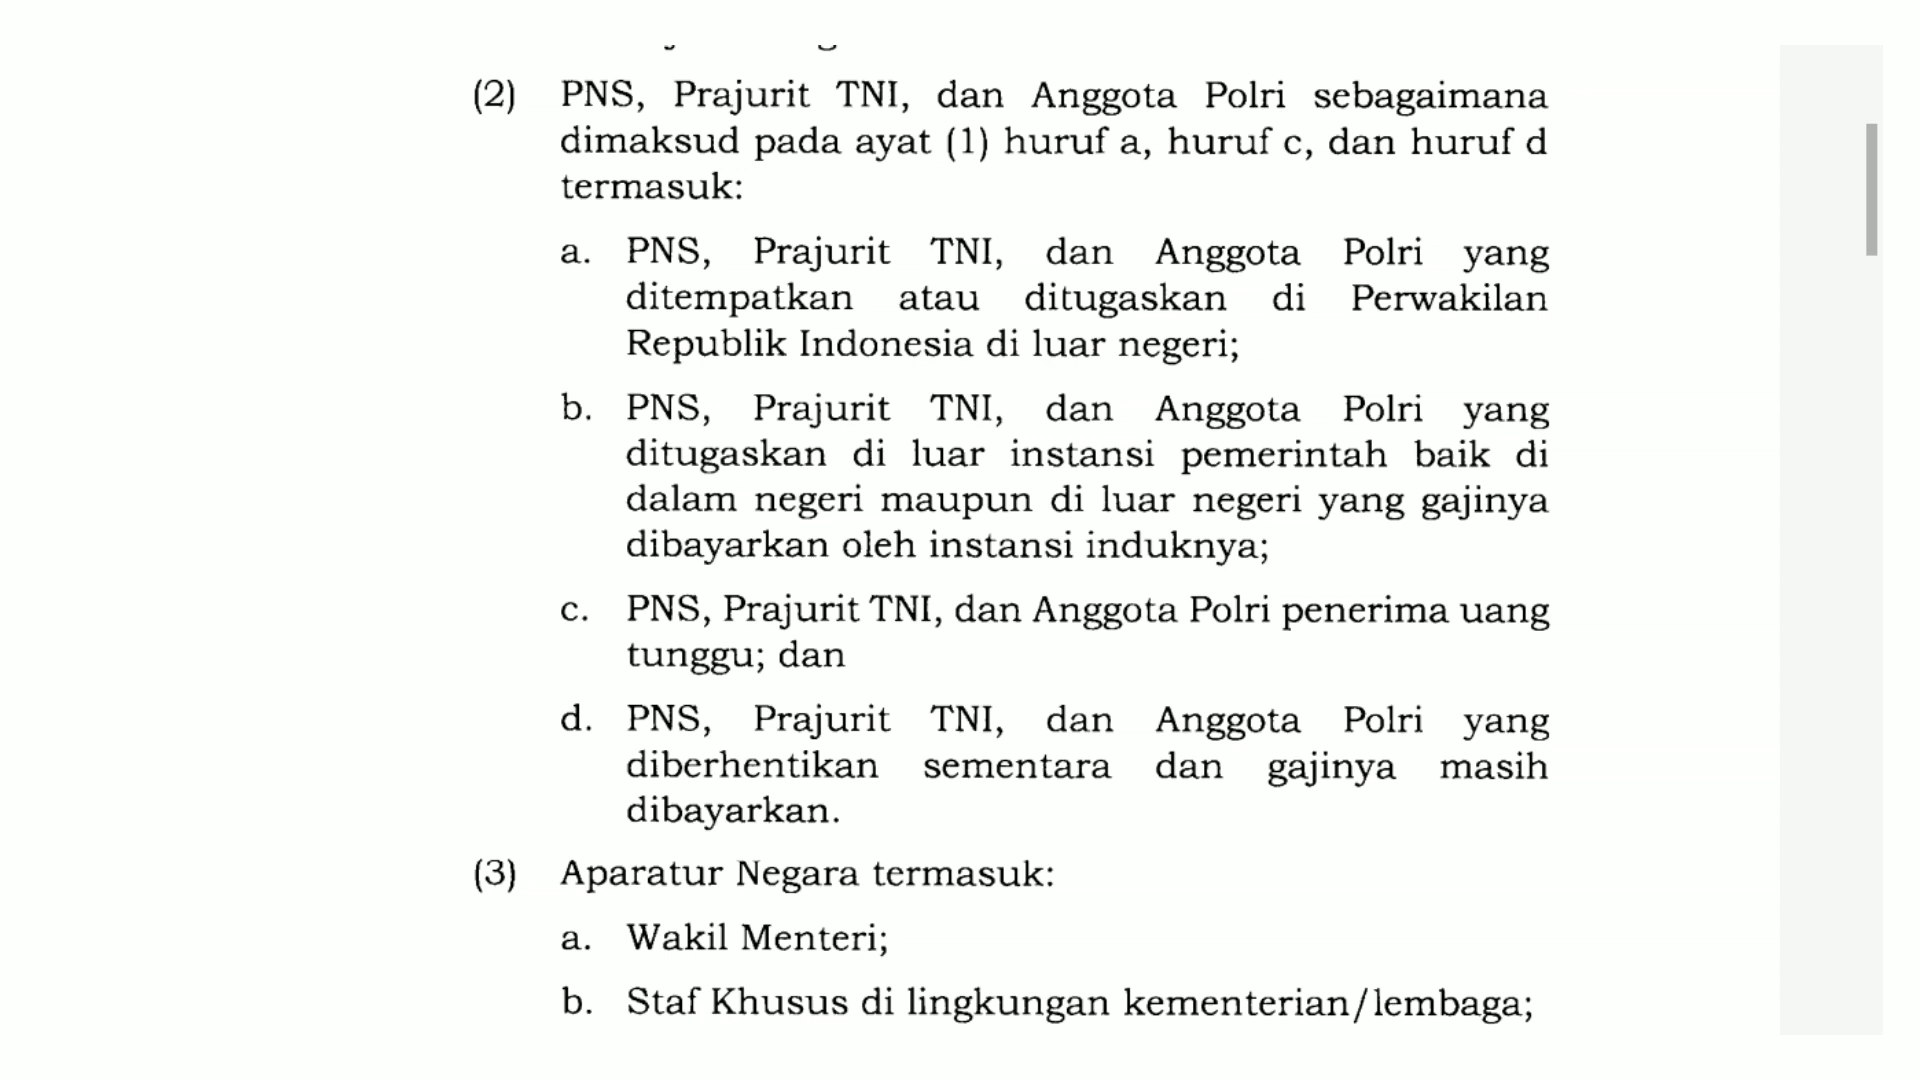 (2) PNS, Prajurit TNI, dan Anggota Polri sebagaimana
dimaksud pada ayat (1) huruf a, huruf c, dan huruf d
termasuk:
a. PNS, Prajurit TNI, dan Anggota Polri yang
ditempatkan atau ditugaskan di Perwakilan
Republik Indonesia di luar negeri;
b. PNS, Prajurit TNI, dan Anggota Polri yang
ditugaskan di luar instansi pemerintah baik di
dalam negeri maupun di luar negeri yang gajinya
dibayarkan oleh instansi induknya;
c. PNS, Prajurit TNI, dan Anggota Polri penerima uang
tunggu; dan
d. PNS, Prajurit TNI, dan Anggota Polri yang
diberhentikan sementara dan gajinya masih
dibayarkan.
(3) Aparatur Negara termasuk:
a. Wakil Menteri;
b. Staf Khusus di lingkungan kementerian/lembaga;